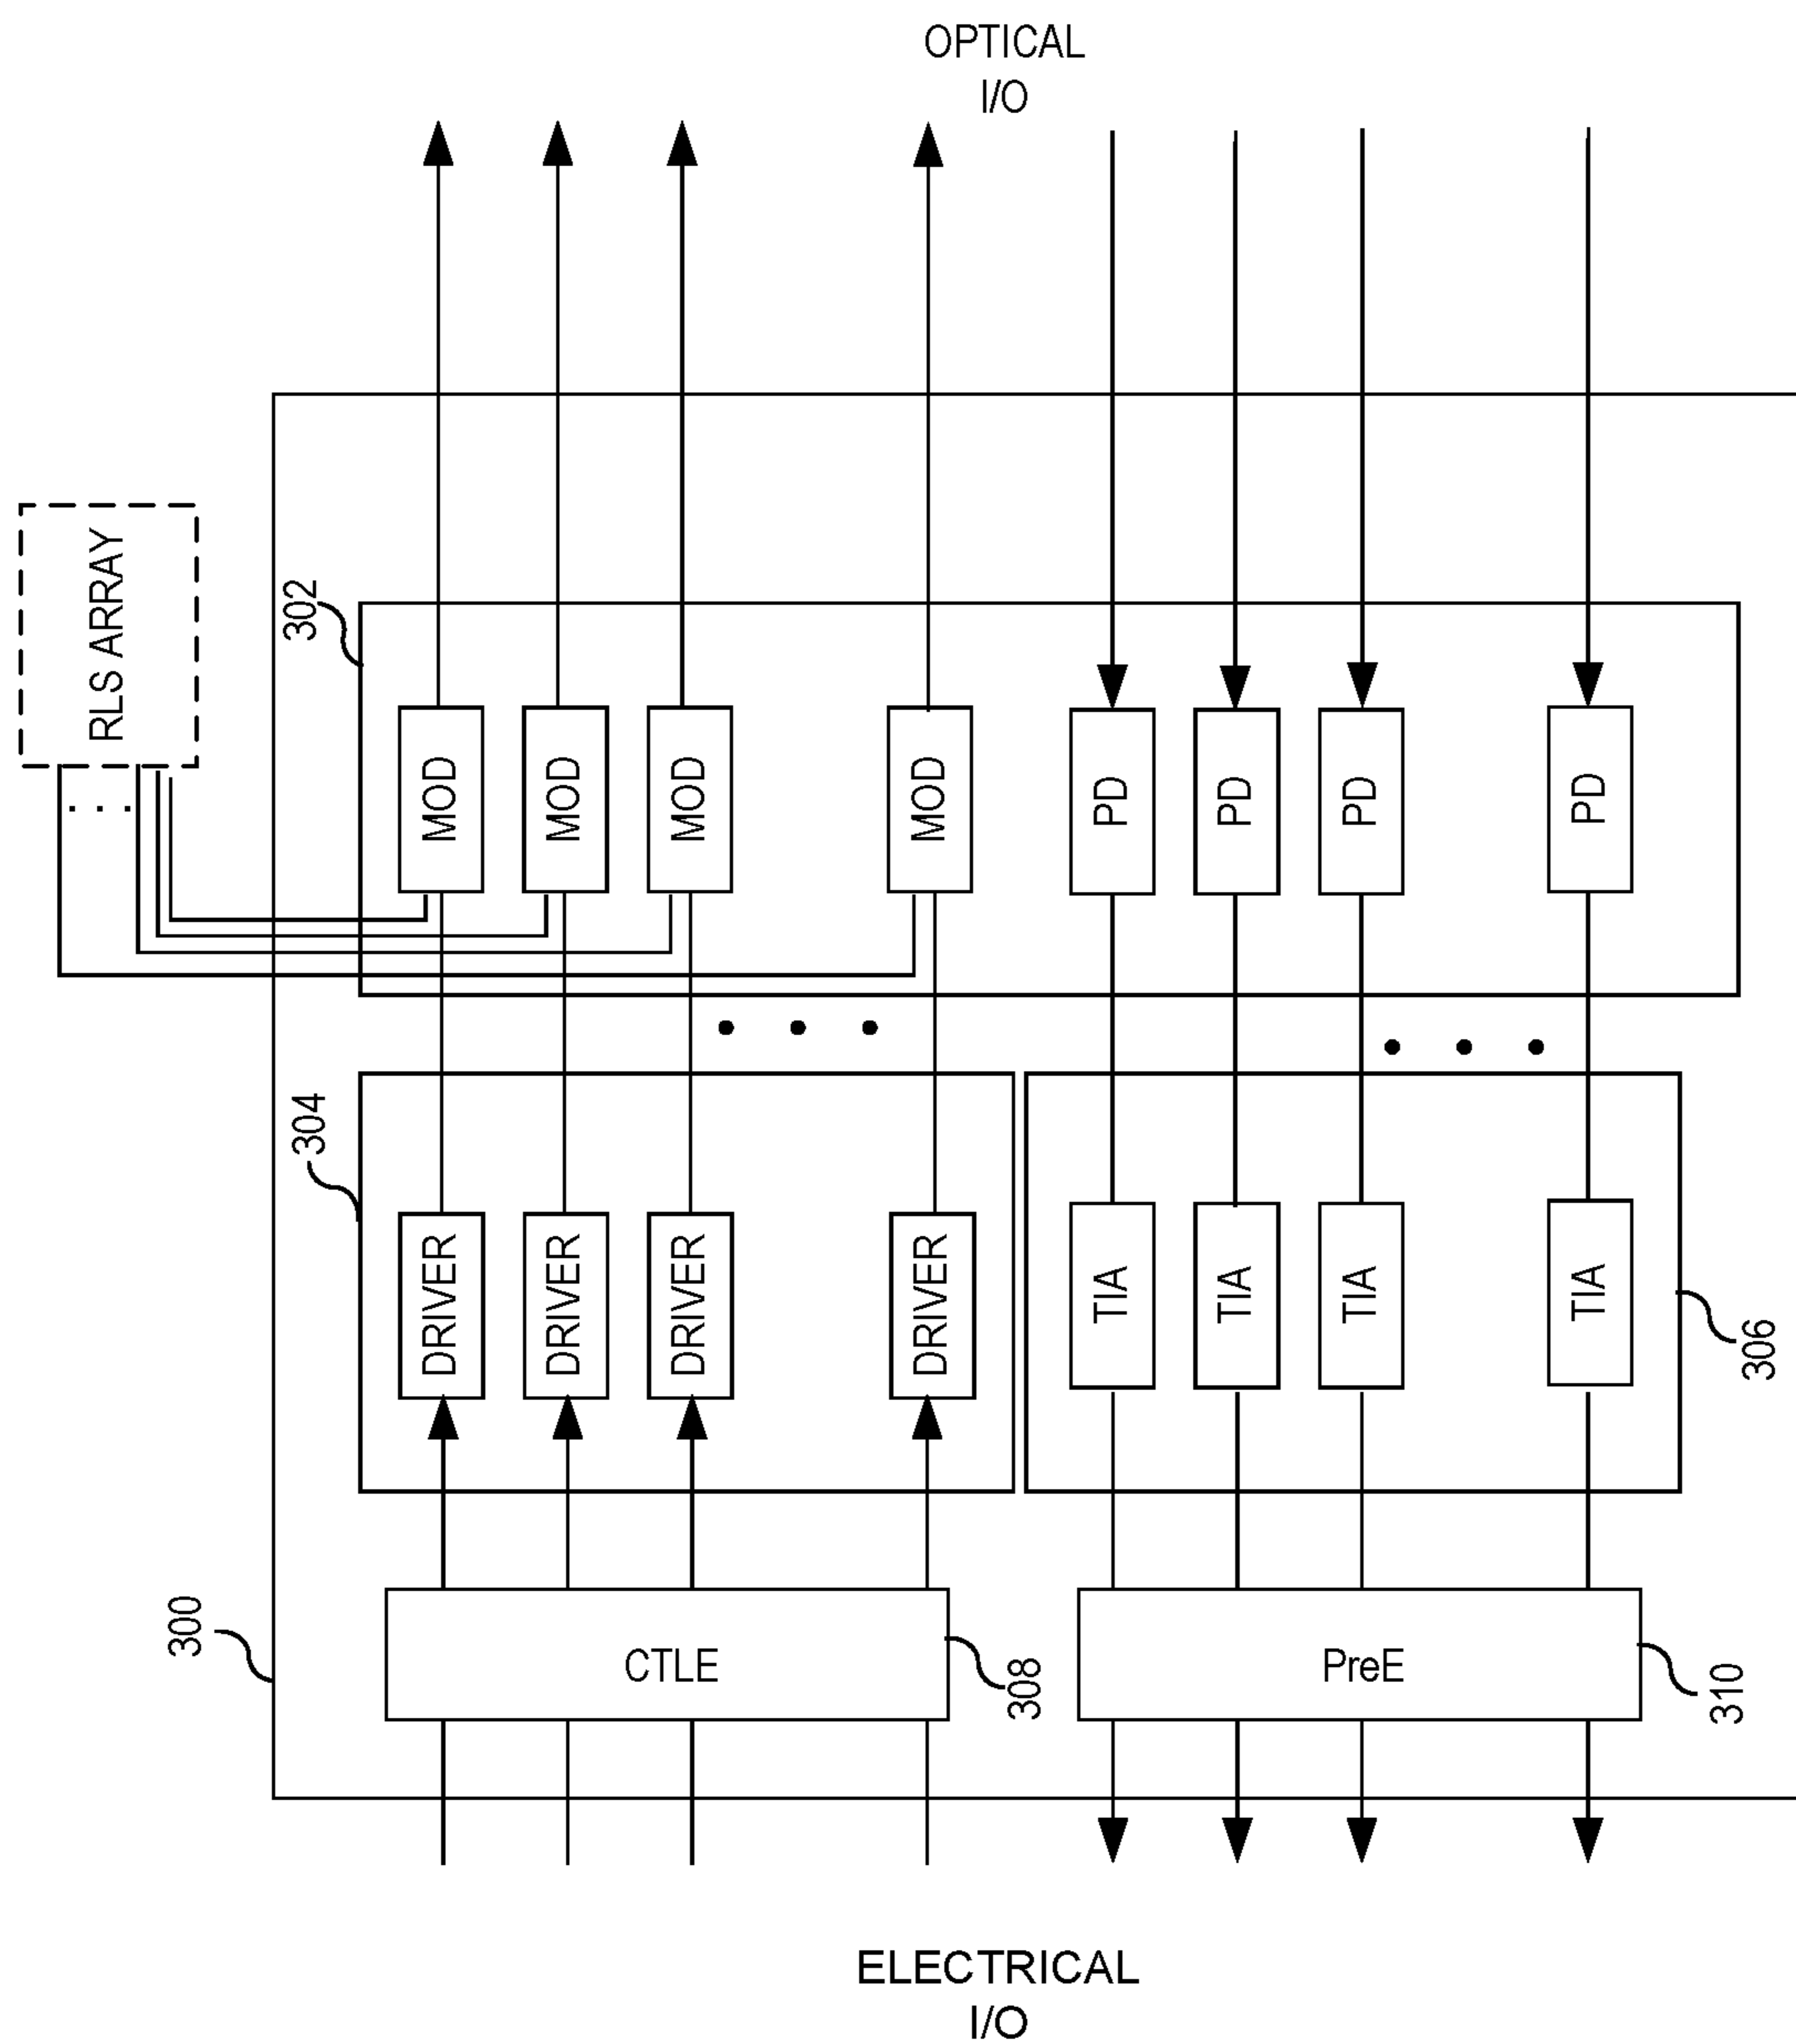 OPTICAL
I/O
RLS ARRAY
302
MOD
MOD
MOD
MOD
PD
PD
PD
PD
304
DRIVER
DRIVER
DRIVER
DRIVER
TIA
TIA
TIA
TIA
306
300
CTLE
308
PreE
310
ELECTRICAL
I/O